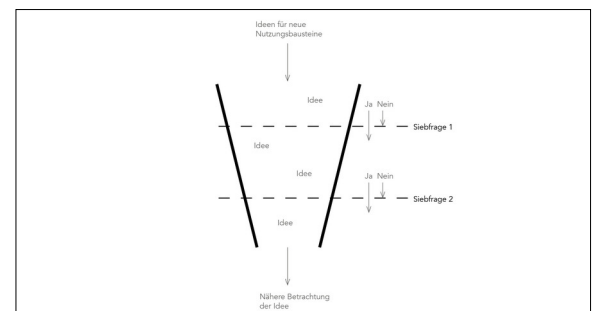 Ideen für neue
Nutzungsbausteine
Idee
Ja Nein
Siebfrage 1
Idee
Idee
Ja Nein
Siebfrage 2
Idee
Nähere Betrachtung
der Idee